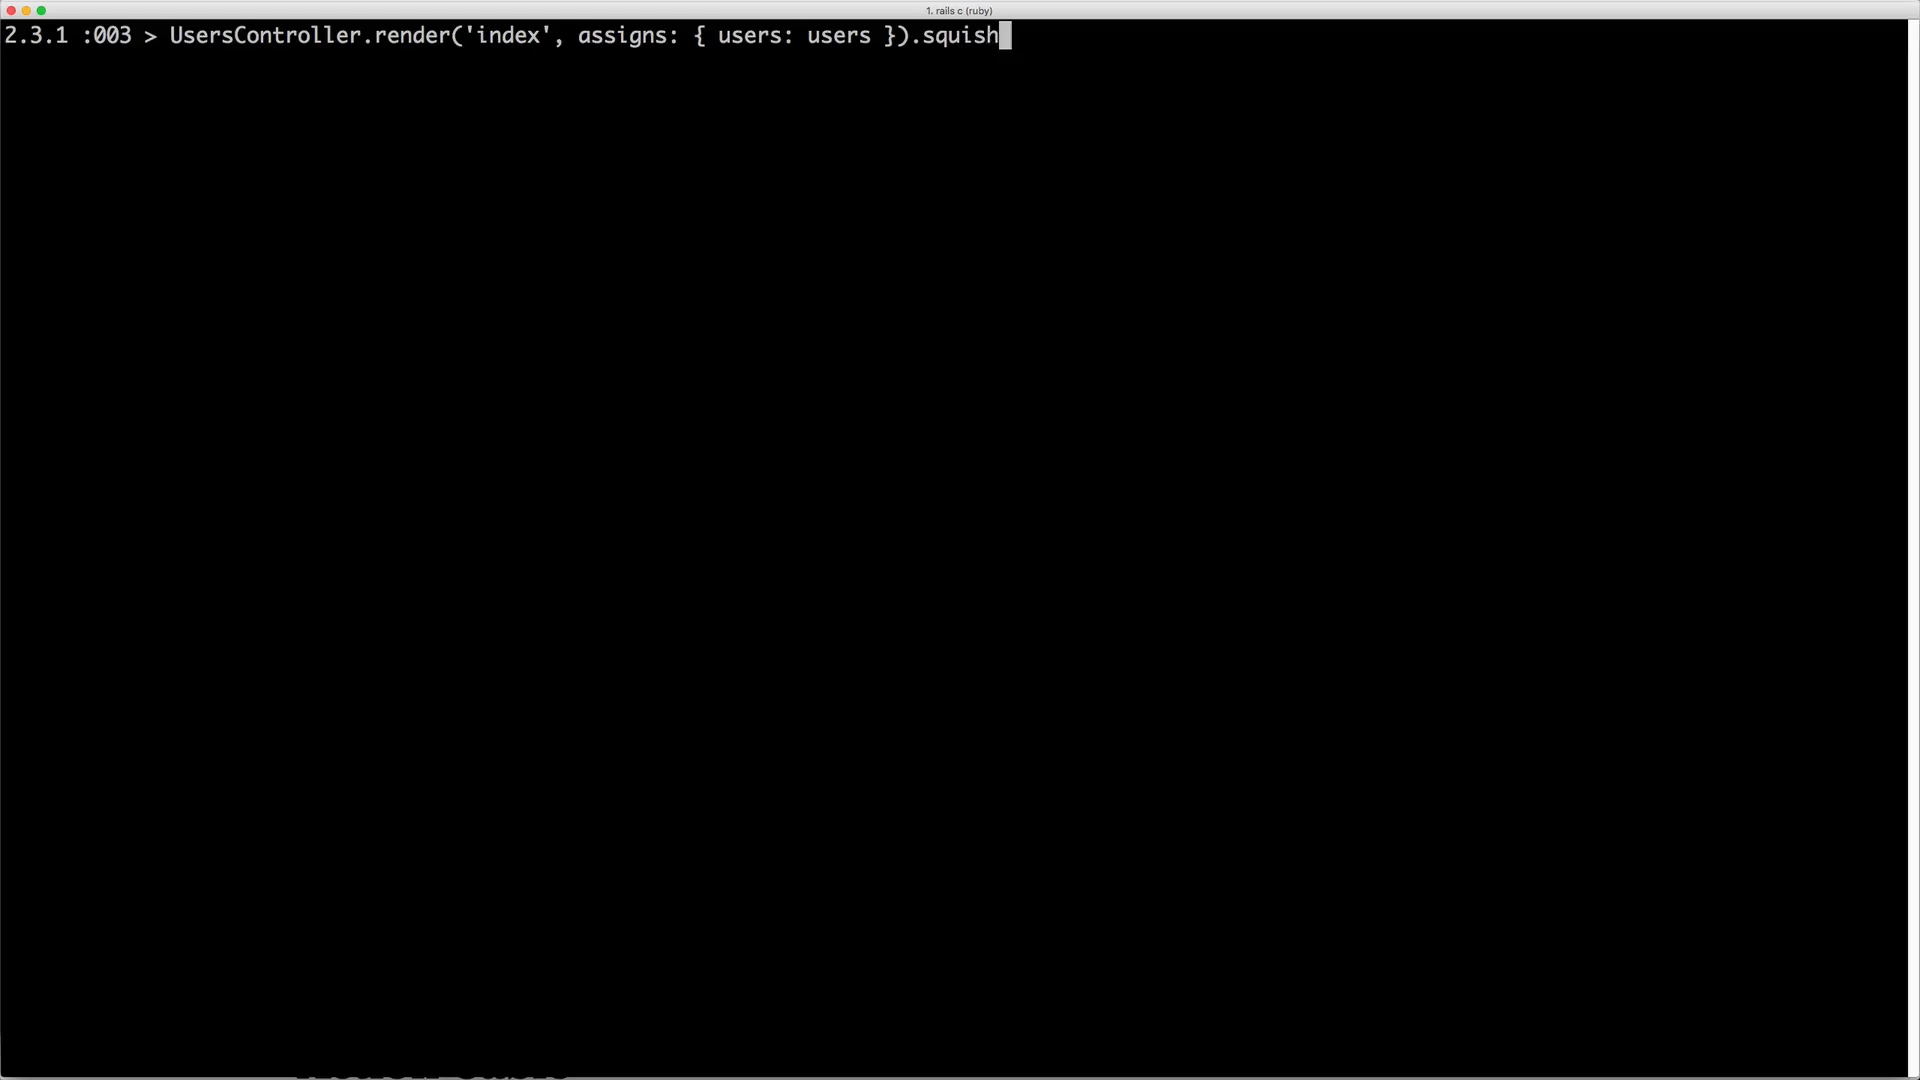 1. rails c (ruby)
2.3.1 :003 > UsersController.render('index', assigns: { users: users }).squish